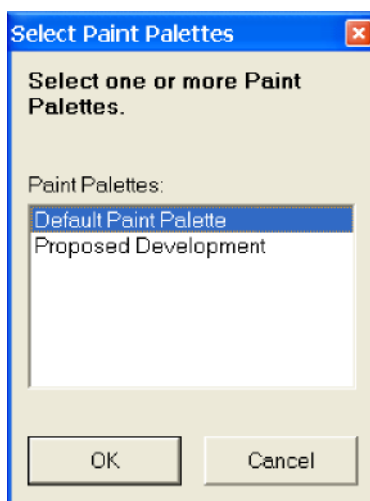 Select Paint Palettes
Select one or more Paint
Palettes.
Paint Palettes:
Default Paint Palette
Proposed Development
OK
Cancel